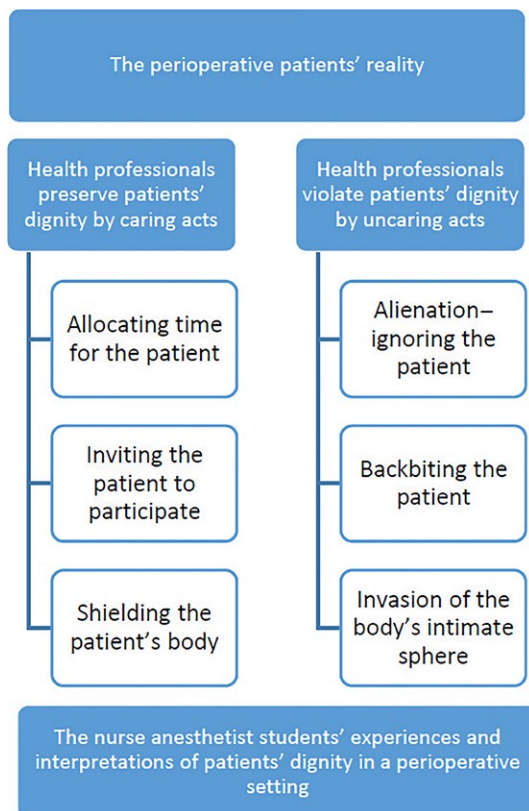 The perioperative patients’ reality
Health professionals
preserve patients’
dignity by caring acts
Allocating time
for the patient
Inviting the
patient to
participate
Shielding the
patient’s body
Health professionals
violate patients’ dignity
by uncaring acts
Alienation–
ignoring the
patient
Backbiting the
patient
Invasion of the
body’s intimate
sphere
The nurse anesthetist students’ experiences and
interpretations of patients’ dignity in a perioperative
setting